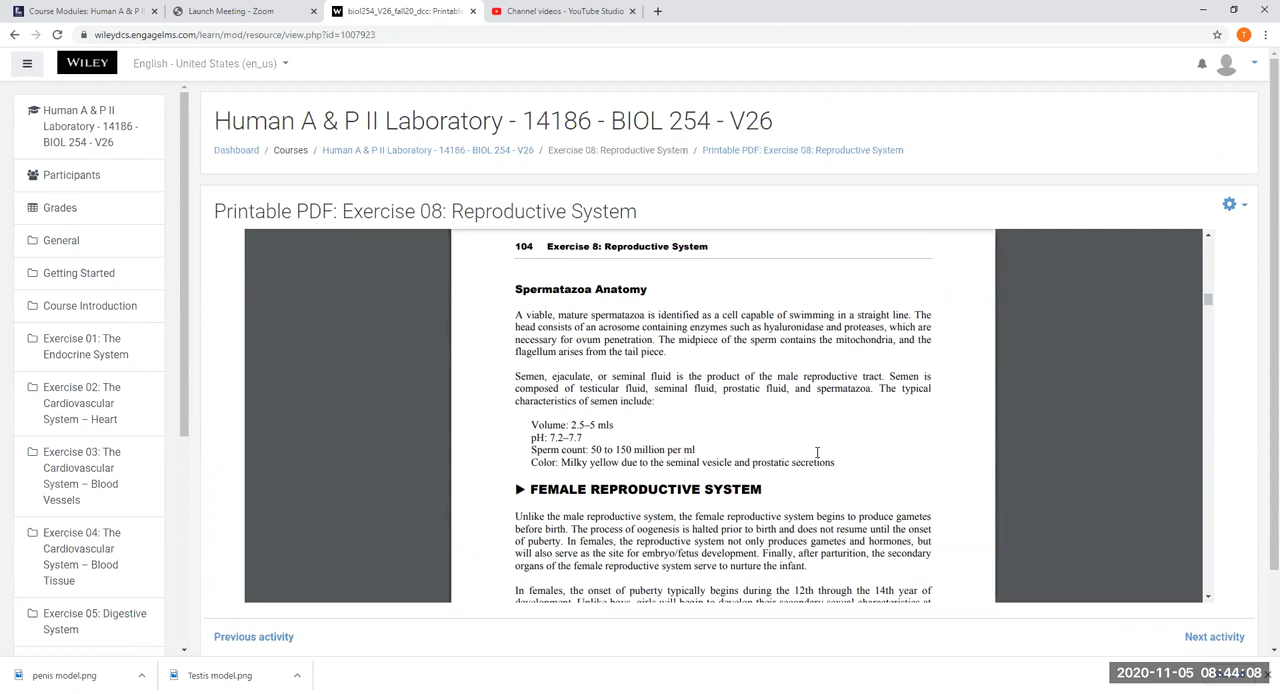 Course Modules: Human A & P II
Launch Meeting - Zoom
biol254_V26_fall20_dcc: Printable
Channel videos - YouTube Studio
wileydcs.engagelms.com/learn/mod/resource/view.php?id=1007923
T
WILEY
English - United States (en_us)
Human A & P II
Laboratory - 14186 -
BIOL 254 - V26
Participants
Grades
General
Getting Started
Course Introduction
Exercise 01: The
Endocrine System
Exercise 02: The
Cardiovascular
System – Heart
Exercise 03: The
Cardiovascular
System – Blood
Vessels
Exercise 04: The
Cardiovascular
System – Blood
Tissue
Exercise 05: Digestive
System
Human A & P II Laboratory - 14186 - BIOL 254 - V26
Dashboard / Courses / Human A & P II Laboratory - 14186 - BIOL 254 - V26 / Exercise 08: Reproductive System / Printable PDF: Exercise 08: Reproductive System
Printable PDF: Exercise 08: Reproductive System
104 Exercise 8: Reproductive System
Spermatazoa Anatomy
A viable, mature spermatazoa is identified as a cell capable of swimming in a straight line. The
head consists of an acrosome containing enzymes such as hyaluronidase and proteases, which are
necessary for ovum penetration. The midpiece of the sperm contains the mitochondria, and the
flagellum arises from the tail piece.
Semen, ejaculate, or seminal fluid is the product of the male reproductive tract. Semen is
composed of testicular fluid, seminal fluid, prostatic fluid, and spermatazoa. The typical
characteristics of semen include:
Volume: 2.5–5 mls
pH: 7.2–7.7
Sperm count: 50 to 150 million per ml
Color: Milky yellow due to the seminal vesicle and prostatic secretions
▶ FEMALE REPRODUCTIVE SYSTEM
Unlike the male reproductive system, the female reproductive system begins to produce gametes
before birth. The process of oogenesis is halted prior to birth and does not resume until the onset
of puberty. In females, the reproductive system not only produces gametes and hormones, but
will also serve as the site for embryo/fetus development. Finally, after parturition, the secondary
organs of the female reproductive system serve to nurture the infant.
In females, the onset of puberty typically begins during the 12th through the 14th year of
development. Unlike boys, girls will begin to develop their secondary sexual characteristics at
Previous activity
Next activity
penis model.png
Testis model.png
2020-11-05 08:44:08